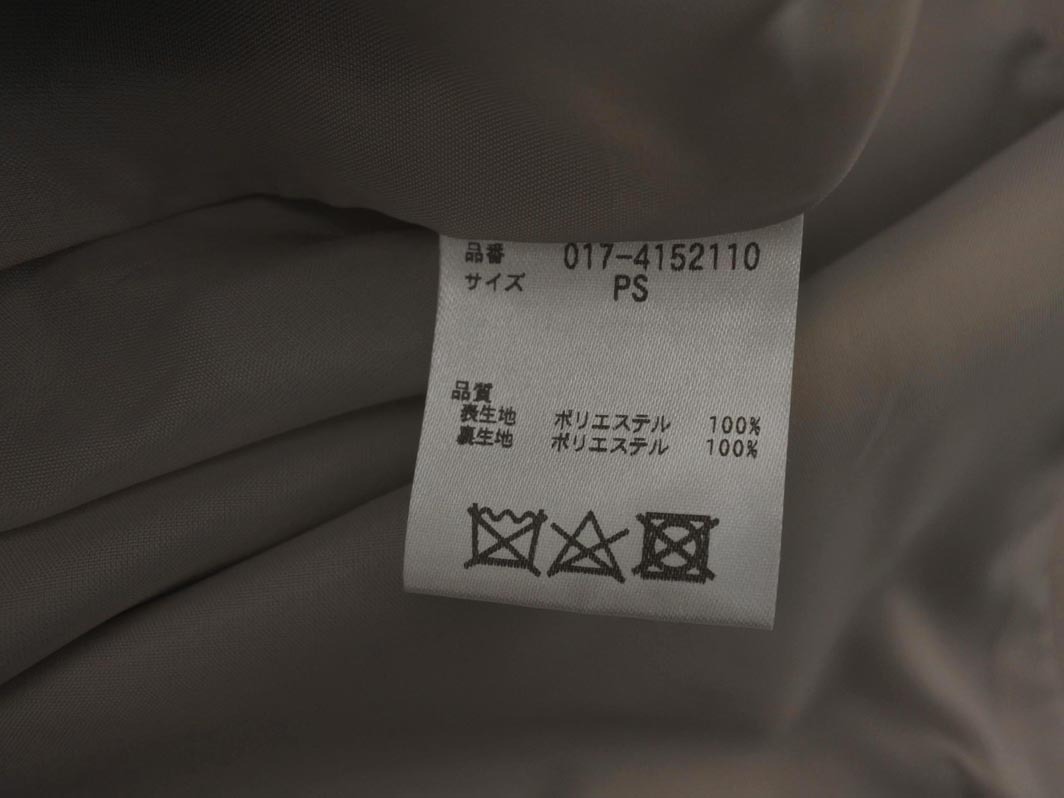 品番 017-4152110
サイズ PS
品質
表生地 ポリエステル 100%
裏生地 ポリエステル 100%